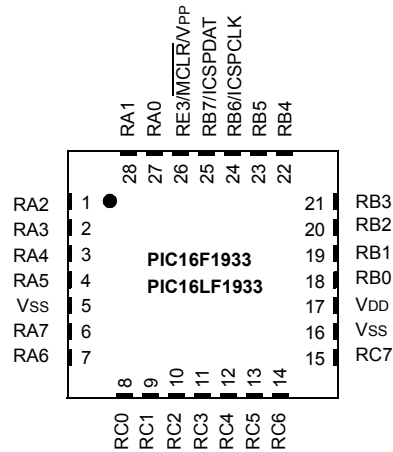 RA1
RA0
RE3/MCLR/VPP
RB7/ICSPDAT
RB6/ICSPCLK
RB5
RB4
28
27
26
25
24
23
22
RA2 1
RA3 2
RA4 3
RA5 4
VSS 5
RA7 6
RA6 7
PIC16F1933
PIC16LF1933
21 RB3
20 RB2
19 RB1
18 RB0
17 VDD
16 VSS
15 RC7
8
9
10
11
12
13
14
RC0
RC1
RC2
RC3
RC4
RC5
RC6